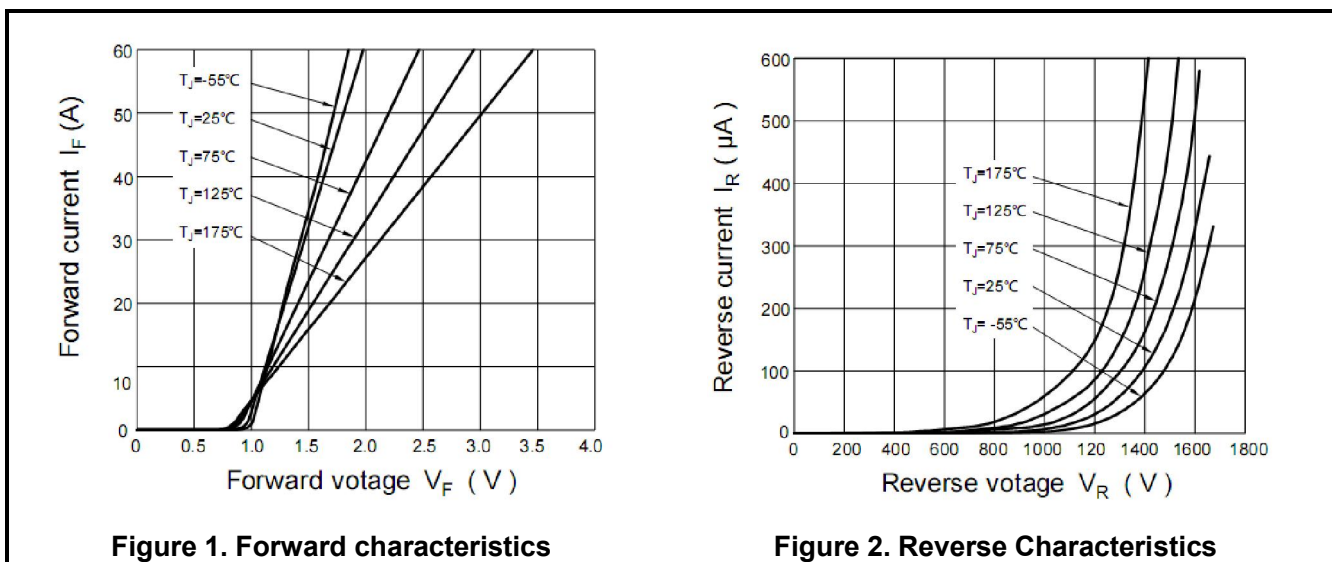 60
50
40
30
20
10
0
Forward current I_F (A)
T_J=-55℃
T_J=25℃
T_J=75℃
T_J=125℃
T_J=175℃
0 0.5 1.0 1.5 2.0 2.5 3.0 3.5 4.0
Forward votage V_F ( V )
Figure 1. Forward characteristics
600
500
400
300
200
100
0
Reverse current I_R ( μA )
T_J=175℃
T_J=125℃
T_J=75℃
T_J=25℃
T_J= -55℃
0 200 400 600 800 1000 1200 1400 1600 1800
Reverse votage V_R ( V )
Figure 2. Reverse Characteristics